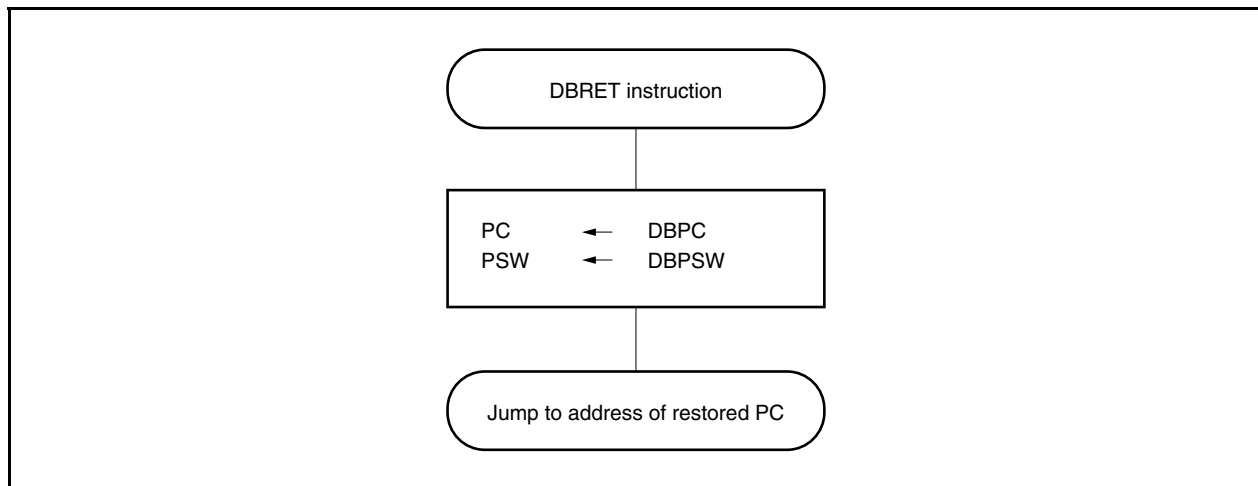 DBRET instruction
PC ← DBPC
PSW ← DBPSW
Jump to address of restored PC